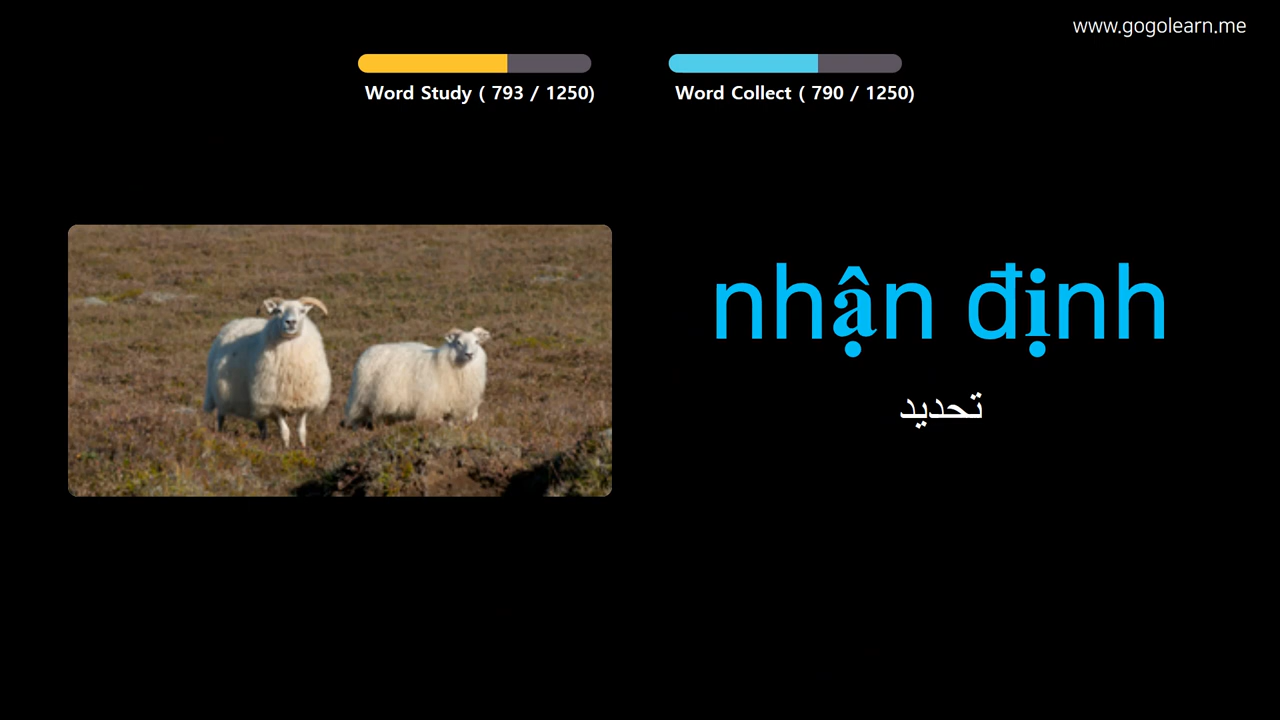 www.gogolearn.me
Word Study ( 793 / 1250)
Word Collect ( 790 / 1250)
nhận định
تحديد